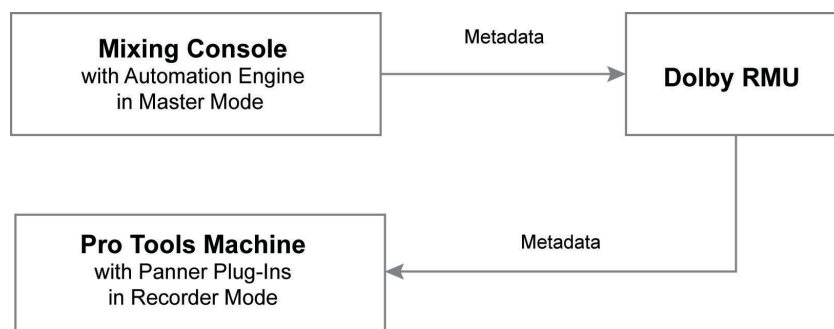 Mixing Console
with Automation Engine
in Master Mode
Metadata
Dolby RMU
Pro Tools Machine
with Panner Plug-Ins
in Recorder Mode
Metadata